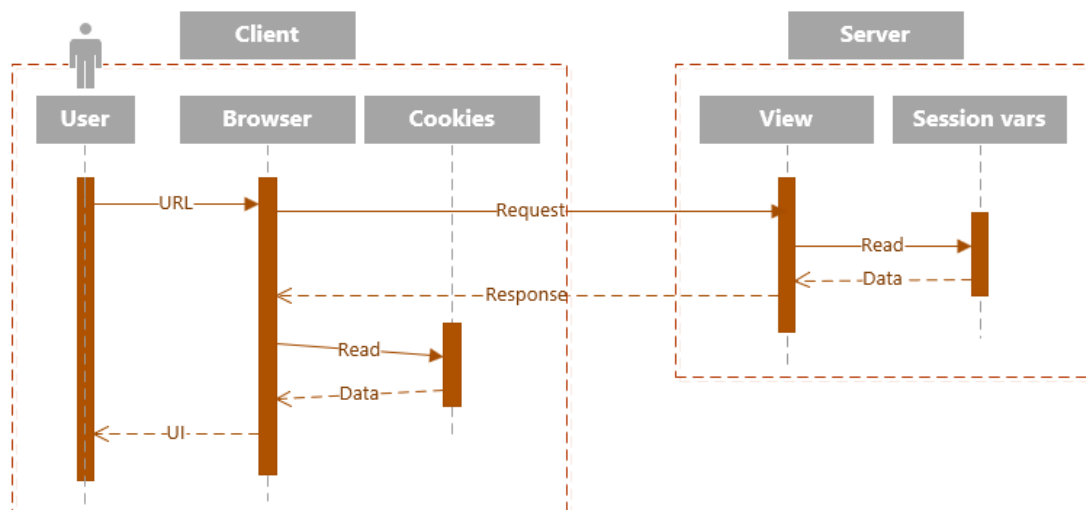 Client
Server
User
Browser
Cookies
View
Session vars
URL
Request
Read
Data
Response
Read
Data
UI